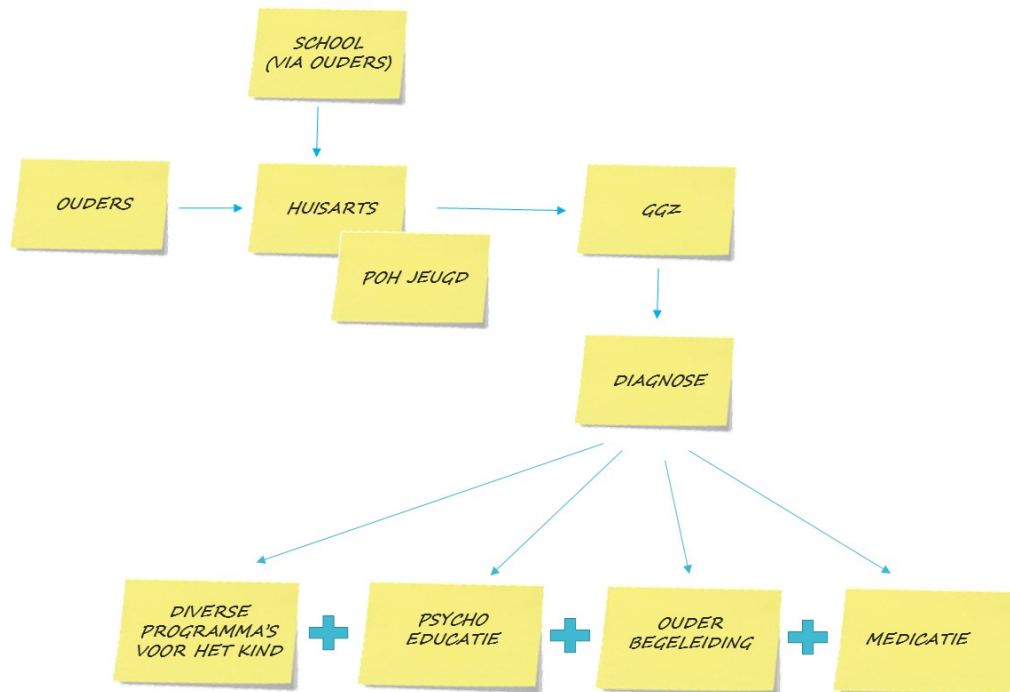 SCHOOL
(VIA OUDERS)
OUDERS
HUISARTS
GGZ
POH JEUGD
DIAGNOSE
DIVERSE
PROGRAMMA'S
VOOR HET KIND
PSYCHO
EDUCATIE
OUDER
BEGELEIDING
MEDICATIE